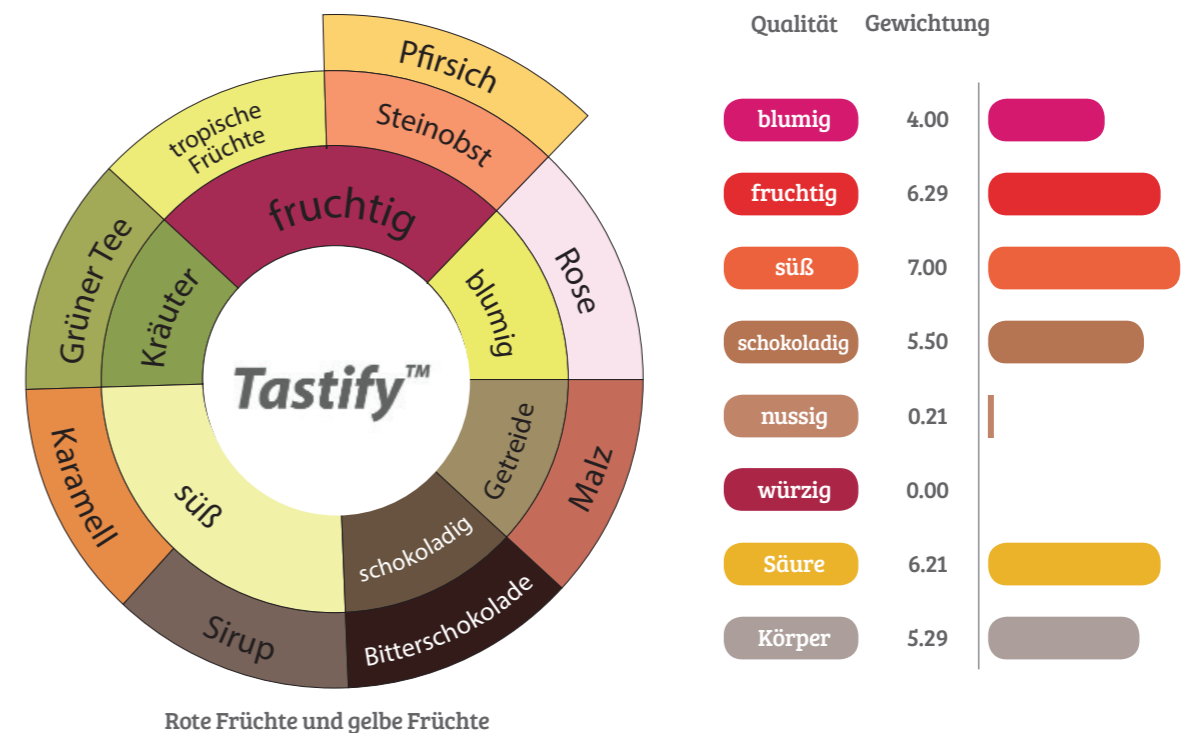 Pfirsich
Steinobst
tropische
Früchte
fruchtig
Grüner Tee
Kräuter
blumig
Rose
Tastify™
Karamell
süß
Getreide
Malz
schokoladig
Sirup
Bitterschokolade
Rote Früchte und gelbe Früchte
Qualität Gewichtung
blumig 4.00
fruchtig 6.29
süß 7.00
schokoladig 5.50
nussig 0.21
würzig 0.00
Säure 6.21
Körper 5.29